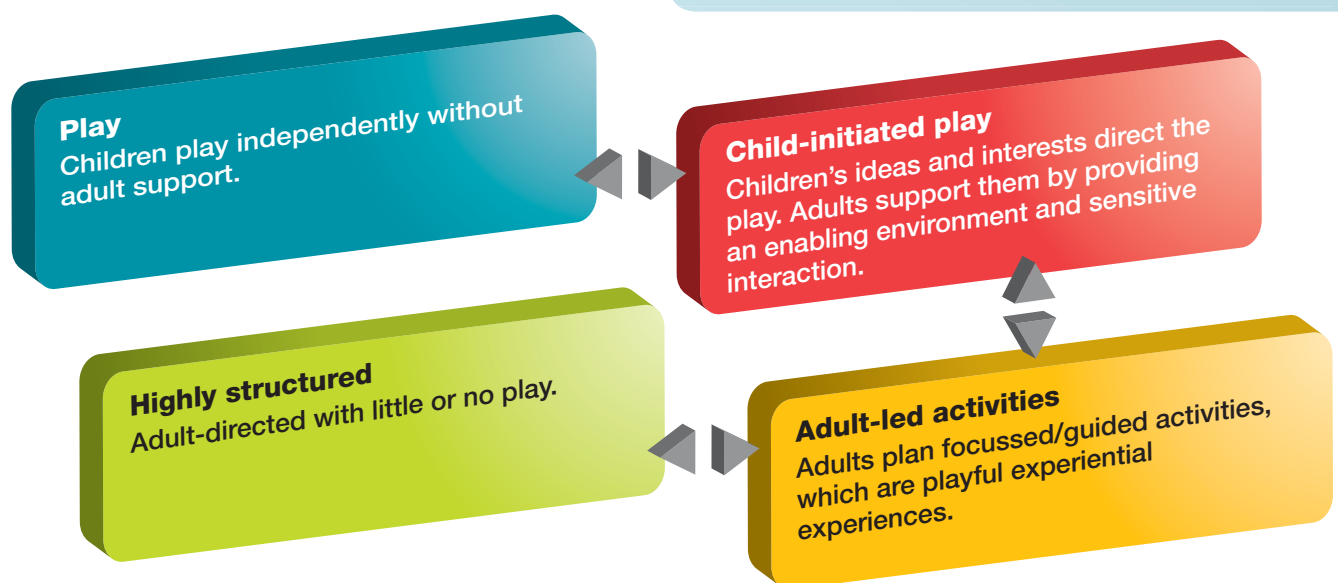 Play
Children play independently without
adult support.
Child-initiated play
Children’s ideas and interests direct the
play. Adults support them by providing
an enabling environment and sensitive
interaction.
Highly structured
Adult-directed with little or no play.
Adult-led activities
Adults plan focussed/guided activities,
which are playful experiential
experiences.